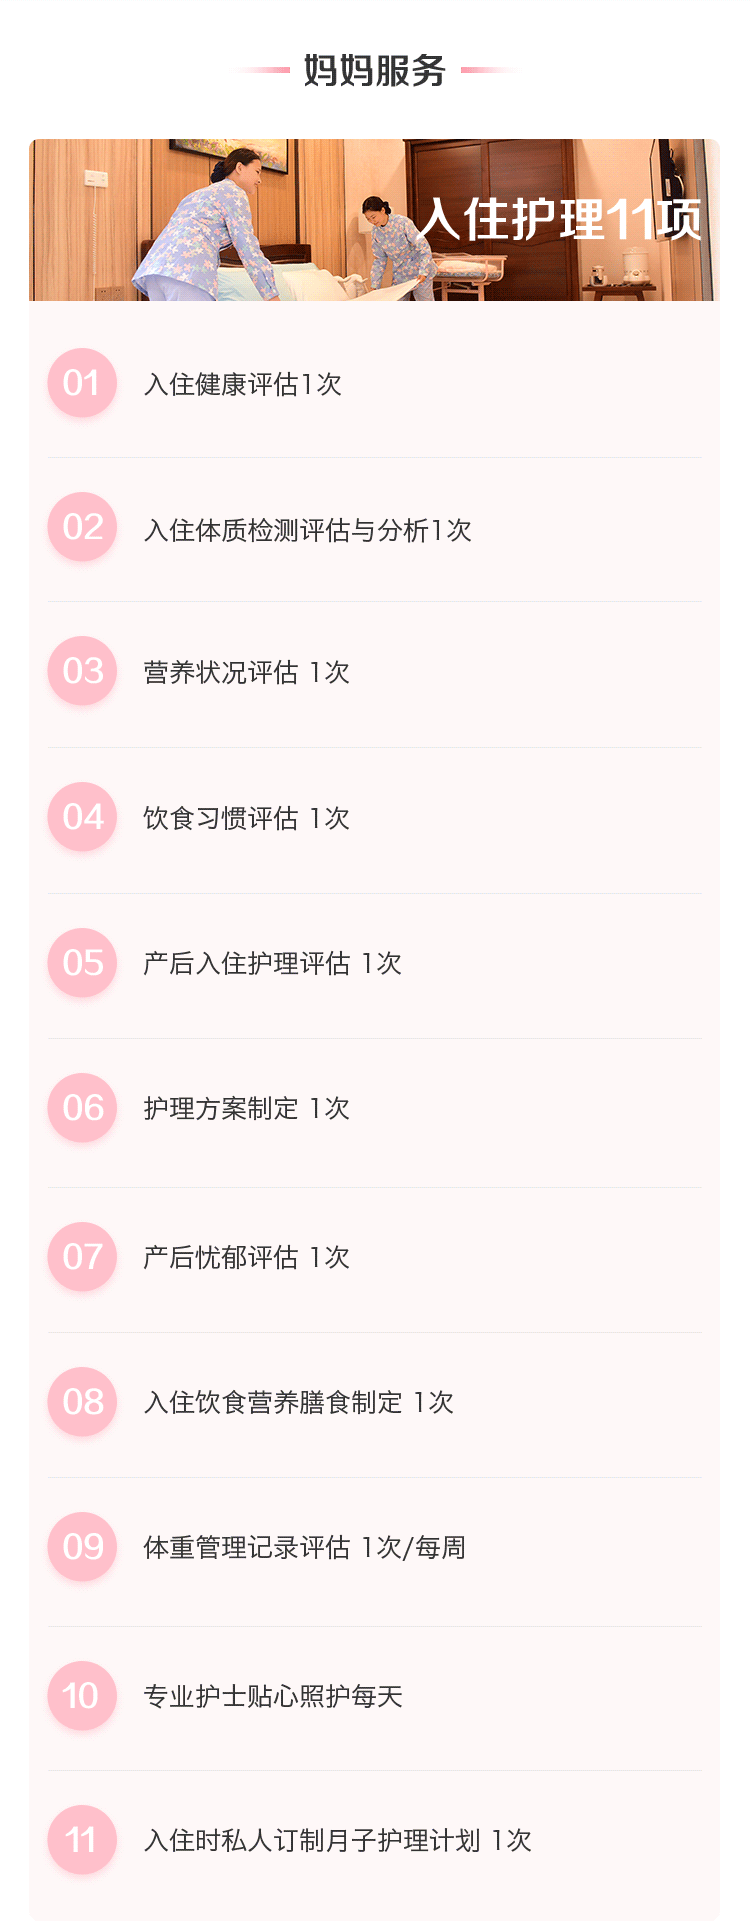 妈妈服务
入住护理11项
01 入住健康评估1次
02 入住体质检测评估与分析1次
03 营养状况评估 1次
04 饮食习惯评估 1次
05 产后入住护理评估 1次
06 护理方案制定 1次
07 产后忧郁评估 1次
08 入住饮食营养膳食制定 1次
09 体重管理记录评估 1次/每周
10 专业护士贴心照护每天
11 入住时私人订制月子护理计划 1次